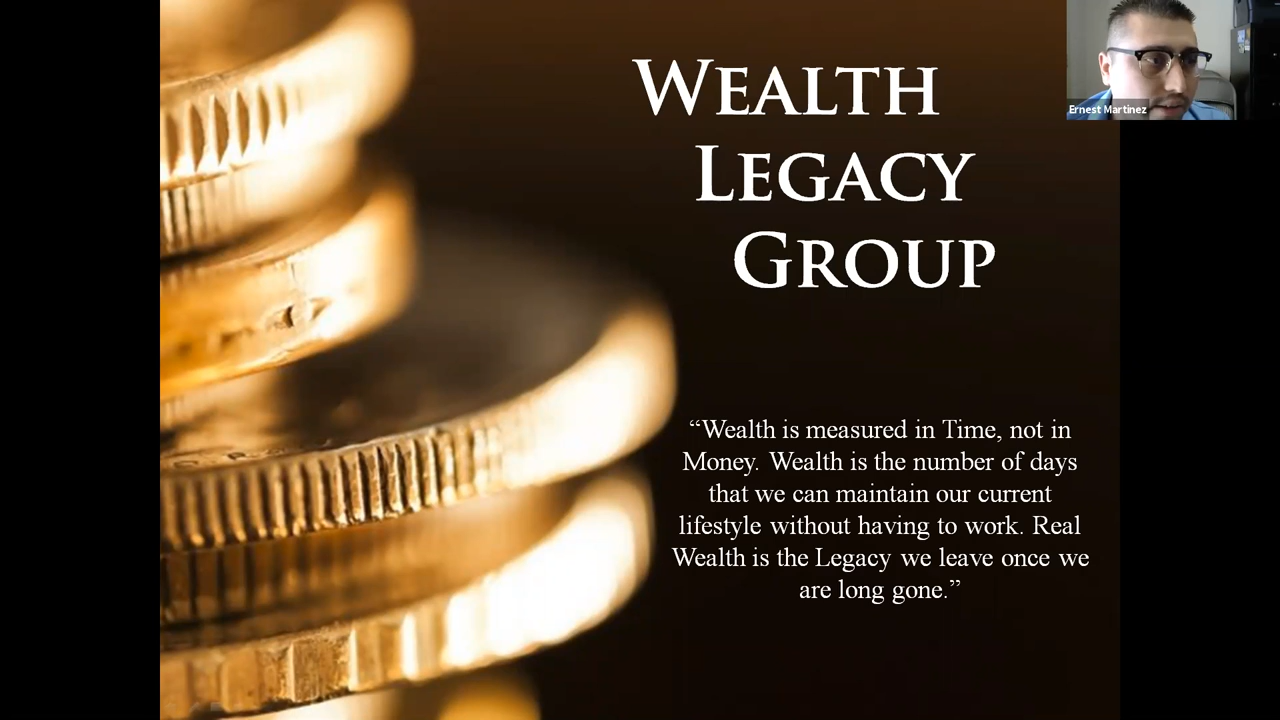 WEALTH
LEGACY
GROUP
Ernest Martinez
“Wealth is measured in Time, not in
Money. Wealth is the number of days
that we can maintain our current
lifestyle without having to work. Real
Wealth is the Legacy we leave once we
are long gone.”